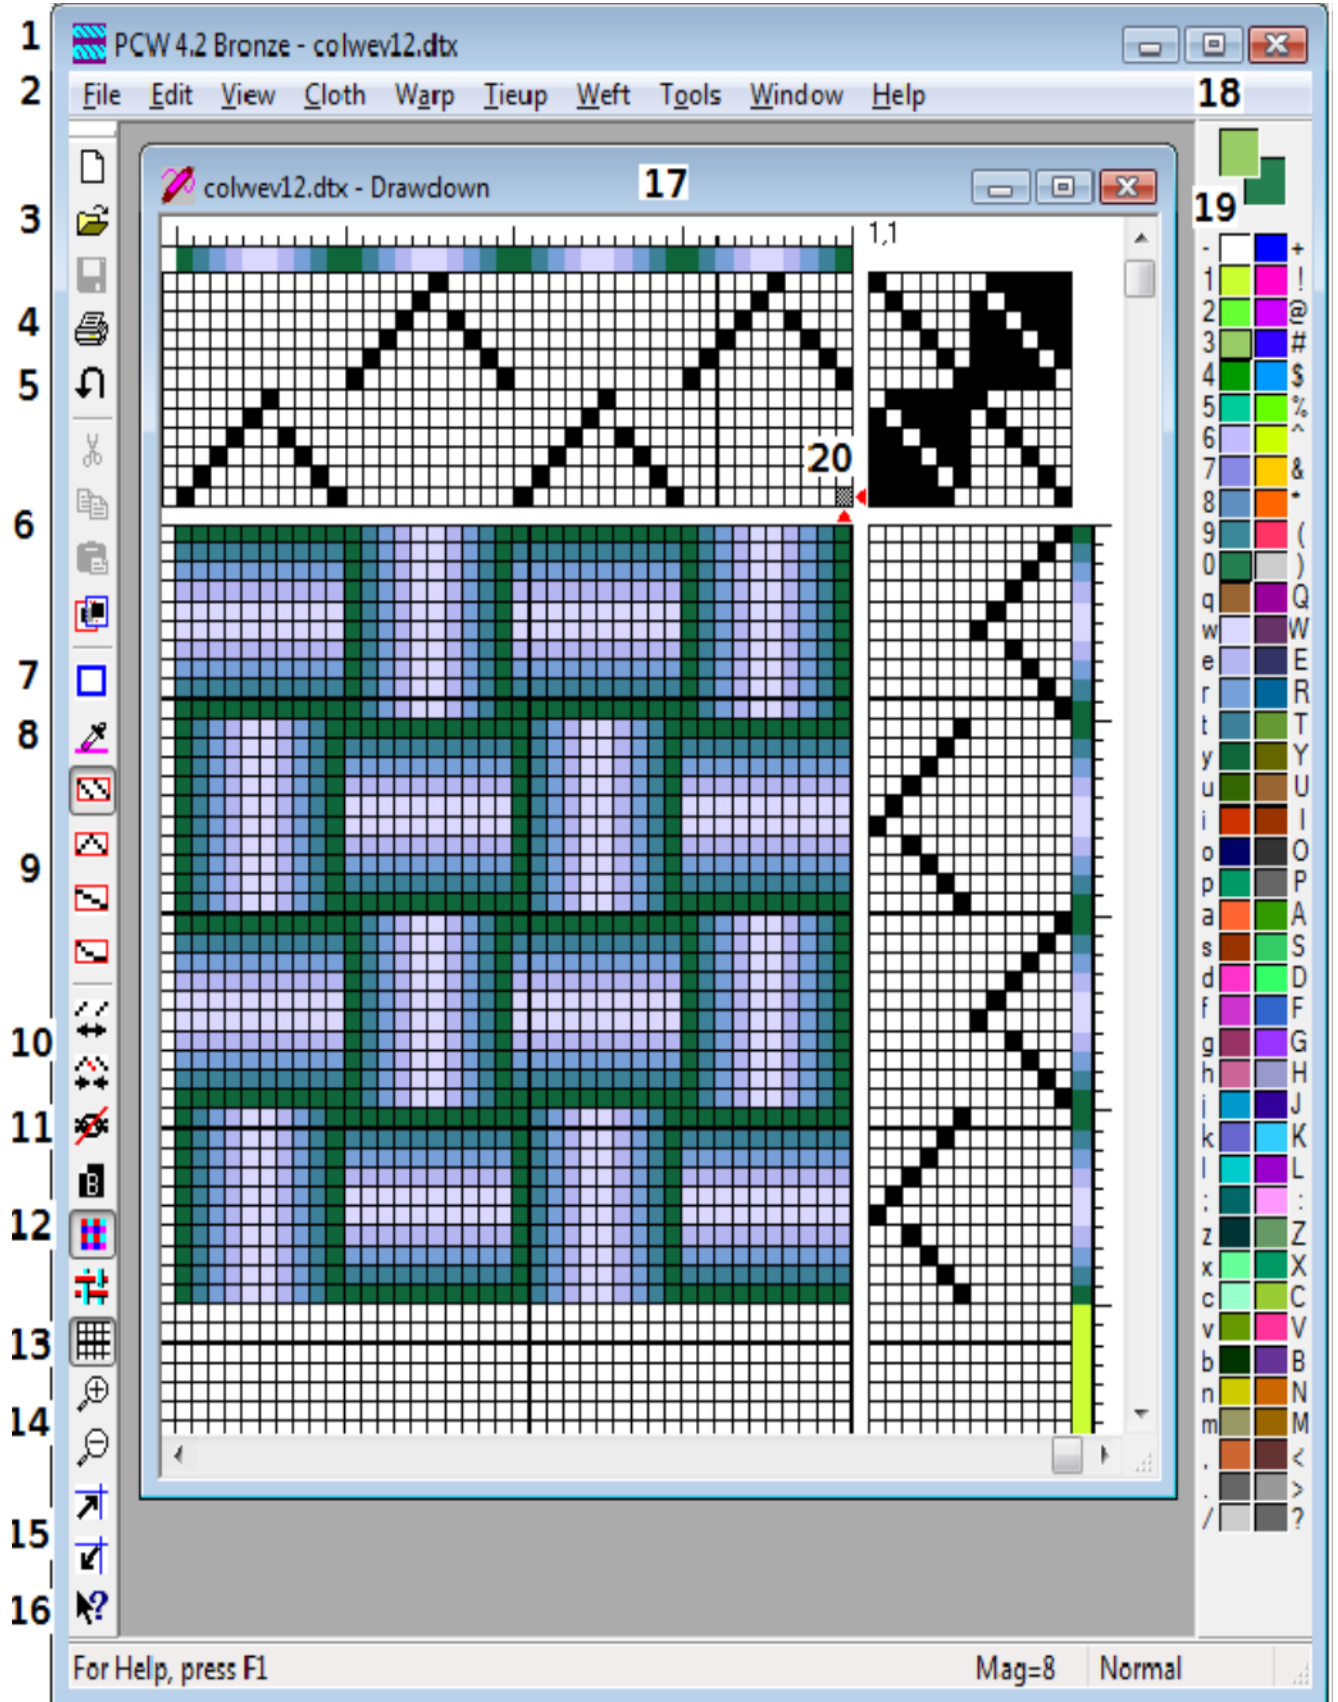 1 PCW 4.2 Bronze - colwev12.dtx
2 File Edit View Cloth Warp Tieup Weft Tools Window Help 18
colwev12.dtx - Drawdown 17
19
3
4
5
6
7
8
9
10
11
12
13
14
15
16
1,1
20
- +
1 !
2 @
3 #
4 $
5 %
6 ^
7 &
8 *
9 (
0 )
q Q
w W
e E
r R
t T
y Y
u U
i I
o O
p P
a A
s S
d D
f F
g G
h H
j J
k K
l L
; :
z Z
x X
c C
v V
b B
n N
m M
, <
. >
/ ?
B
?
For Help, press F1 Mag=8 Normal